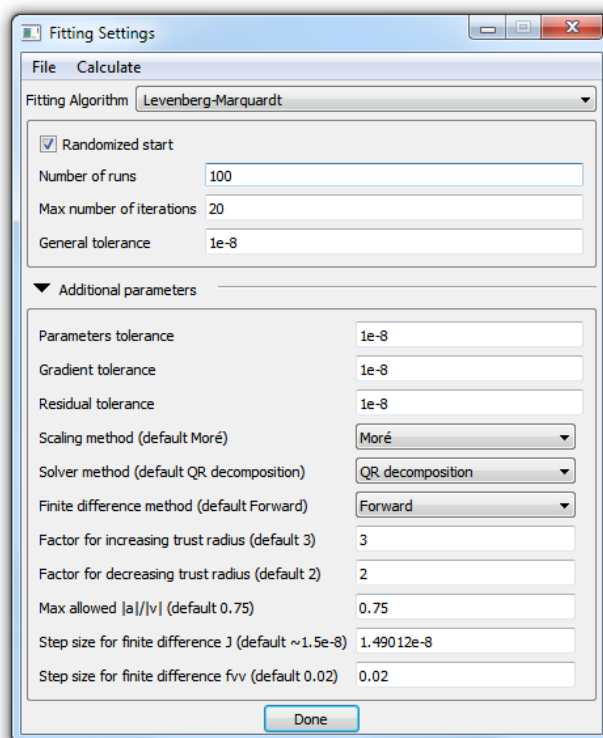 Fitting Settings
File Calculate
Fitting Algorithm Levenberg-Marquardt
Randomized start
Number of runs 100
Max number of iterations 20
General tolerance 1e-8
Additional parameters
Parameters tolerance 1e-8
Gradient tolerance 1e-8
Residual tolerance 1e-8
Scaling method (default Moré) Moré
Solver method (default QR decomposition) QR decomposition
Finite difference method (default Forward) Forward
Factor for increasing trust radius (default 3) 3
Factor for decreasing trust radius (default 2) 2
Max allowed |a|/|v| (default 0.75) 0.75
Step size for finite difference J (default ~1.5e-8) 1.49012e-8
Step size for finite difference fvv (default 0.02) 0.02
Done